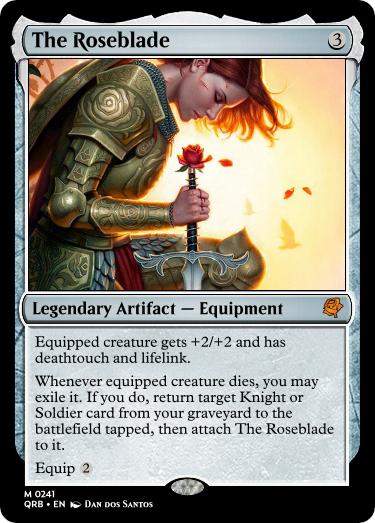 The Roseblade 3
Legendary Artifact — Equipment
Equipped creature gets +2/+2 and has
deathtouch and lifelink.
Whenever equipped creature dies, you may
exile it. If you do, return target Knight or
Soldier card from your graveyard to the
battlefield tapped, then attach The Roseblade
to it.
Equip 2
M 0241
QRB • EN Dan dos Santos